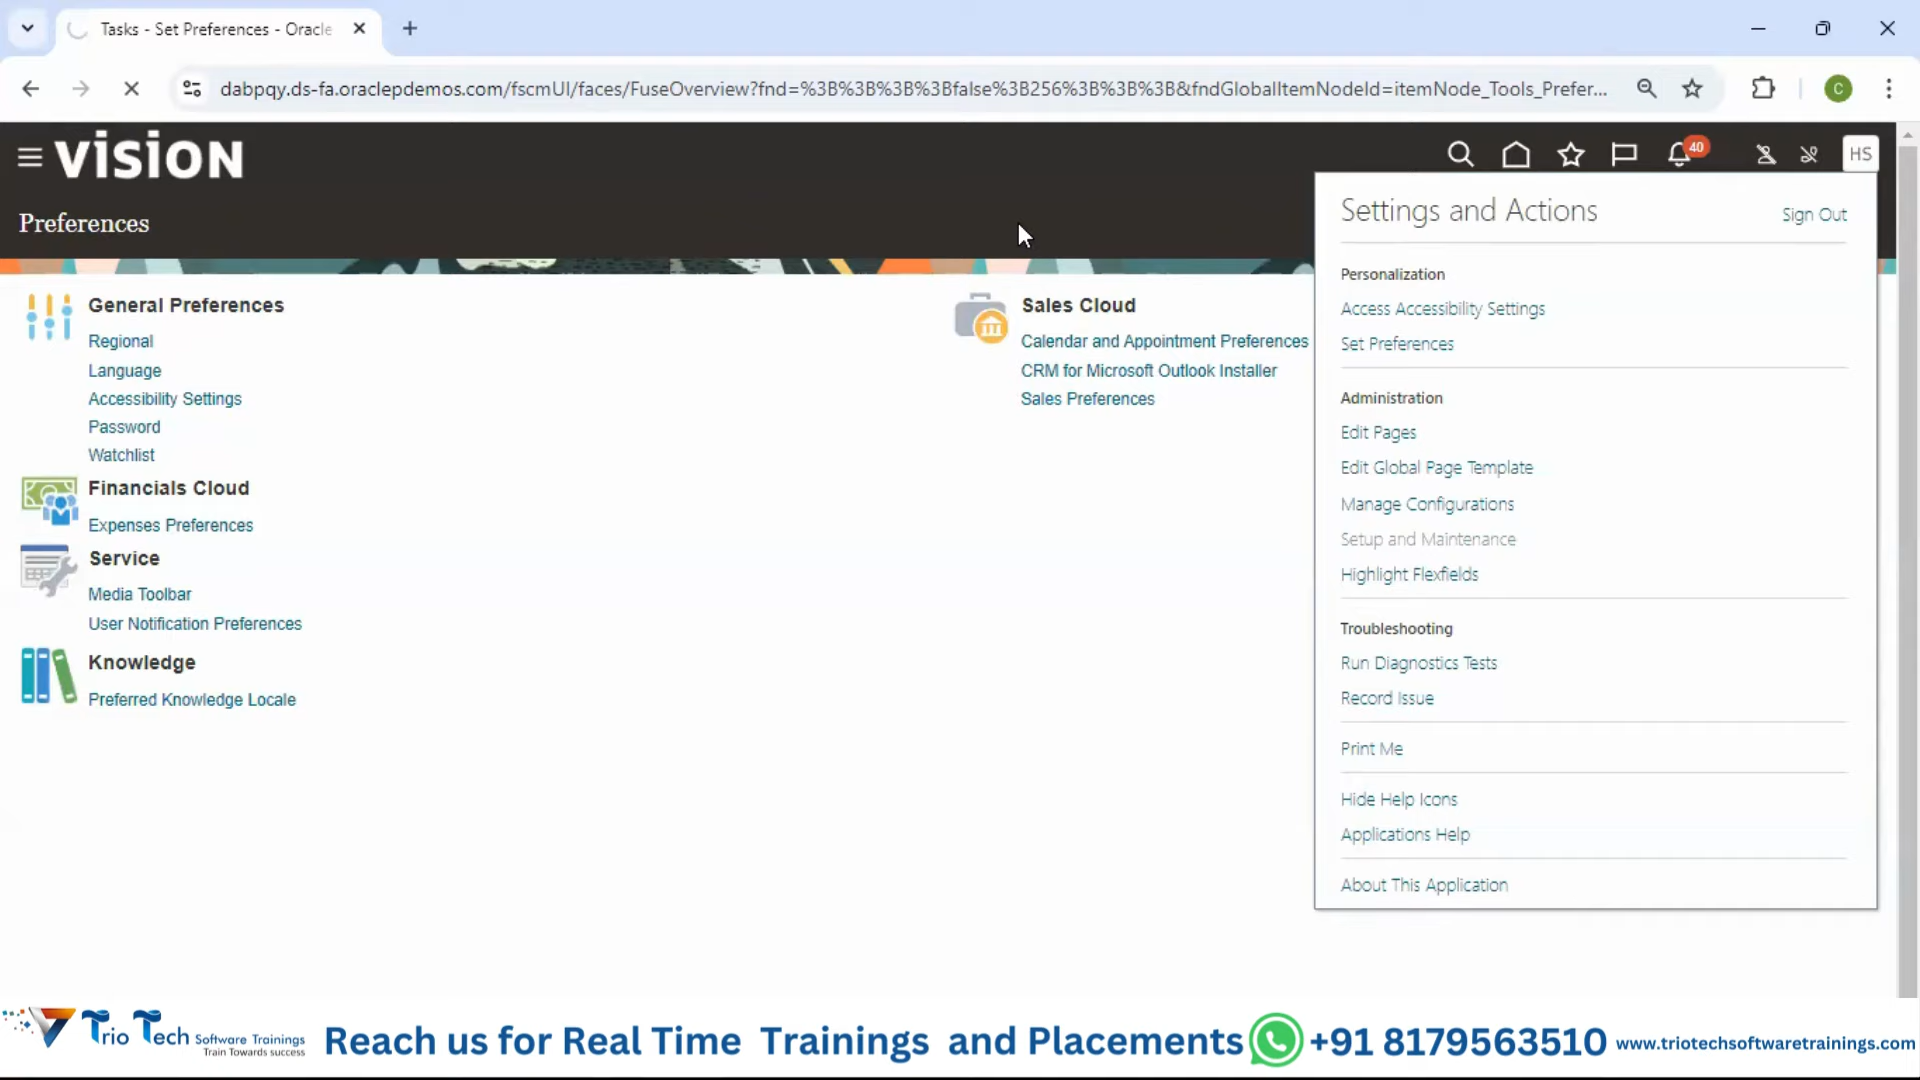 Tasks - Set Preferences - Oracle
dabpqy.ds-fa.oraclepdemos.com/fscmUI/faces/FuseOverview?fnd=%3B%3B%3B%3Bfalse%3B256%3B%3B%3B&fndGlobalItemNodeId=itemNode_Tools_Prefer...
C
vision
40
HS
Preferences
Settings and Actions
Sign Out
Personalization
Access Accessibility Settings
Set Preferences
Administration
Edit Pages
Edit Global Page Template
Manage Configurations
Setup and Maintenance
Highlight Flexfields
Troubleshooting
Run Diagnostics Tests
Record Issue
Print Me
Hide Help Icons
Applications Help
About This Application
General Preferences
Regional
Language
Accessibility Settings
Password
Watchlist
Financials Cloud
Expenses Preferences
Service
Media Toolbar
User Notification Preferences
Knowledge
Preferred Knowledge Locale
Sales Cloud
Calendar and Appointment Preferences
CRM for Microsoft Outlook Installer
Sales Preferences
Trio Tech Software Trainings
Train Towards success
Reach us for Real Time Trainings and Placements
+91 8179563510
www.triotechsoftwaretrainings.com